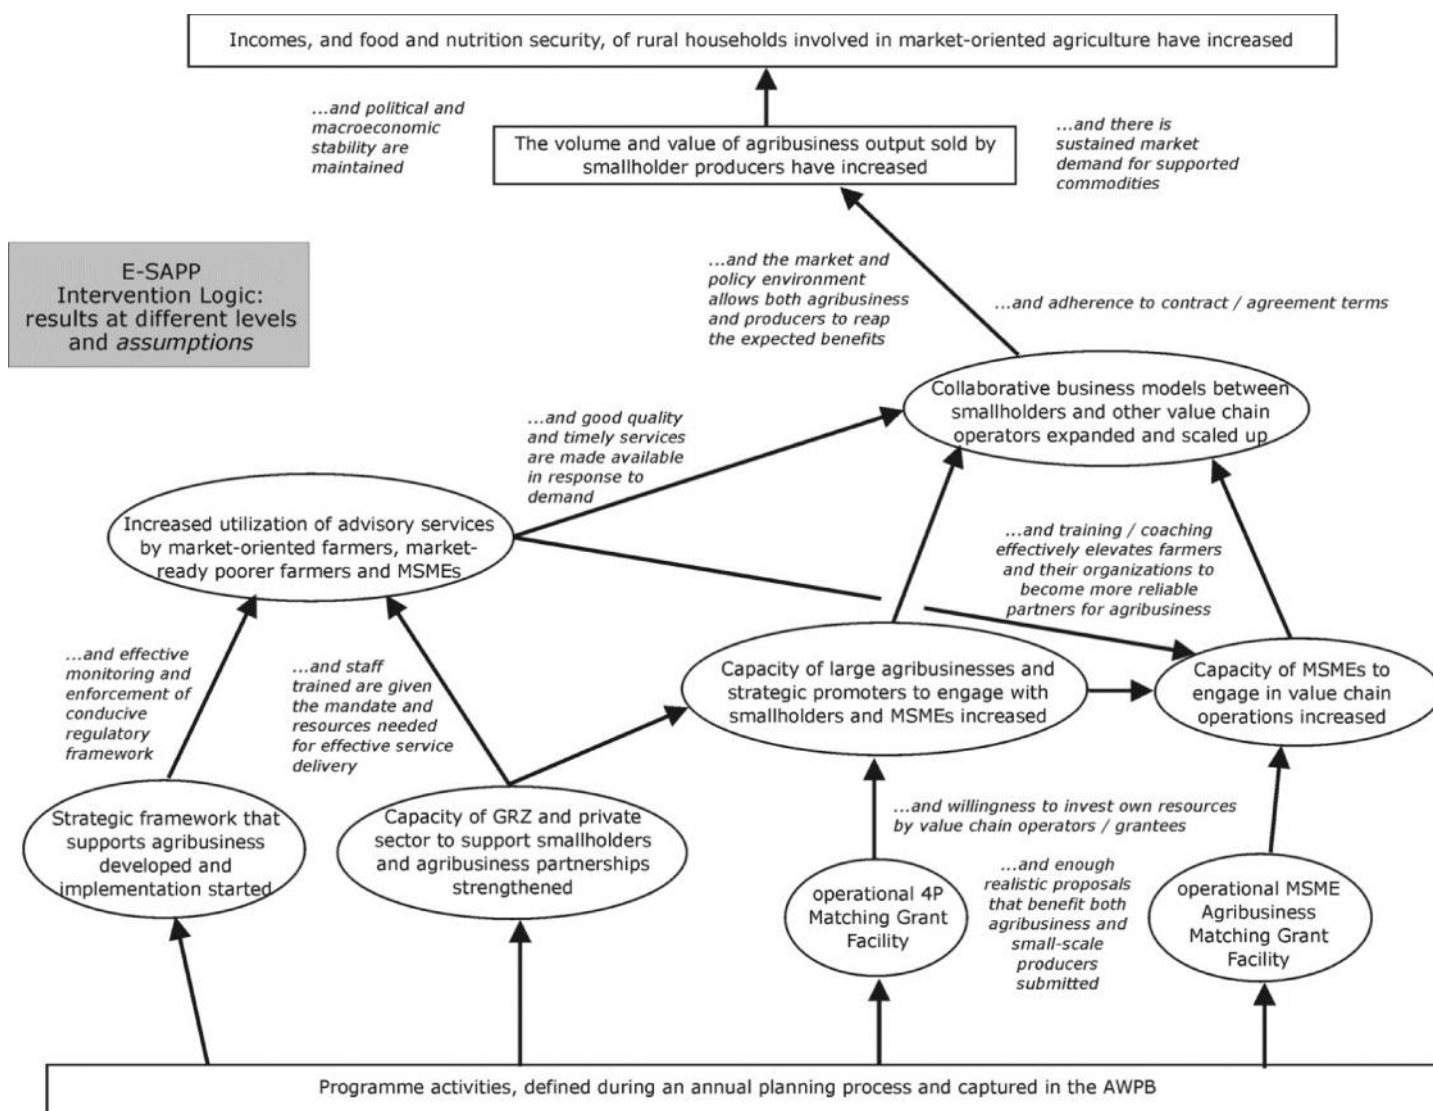 Incomes, and food and nutrition security, of rural households involved in market-oriented agriculture have increased
...and political and
macroeconomic
stability are
maintained
The volume and value of agribusiness output sold by
smallholder producers have increased
...and there is
sustained market
demand for supported
commodities
E-SAPP
Intervention Logic:
results at different levels
and assumptions
...and the market and
policy environment
allows both agribusiness
and producers to reap
the expected benefits
...and adherence to contract / agreement terms
Collaborative business models between
smallholders and other value chain
operators expanded and scaled up
...and good quality
and timely services
are made available
in response to
demand
Increased utilization of advisory services
by market-oriented farmers, market-
ready poorer farmers and MSMEs
...and training / coaching
effectively elevates farmers
and their organizations to
become more reliable
partners for agribusiness
...and effective
monitoring and
enforcement of
conducive
regulatory
framework
...and staff
trained are given
the mandate and
resources needed
for effective service
delivery
Capacity of large agribusinesses and
strategic promoters to engage with
smallholders and MSMEs increased
Capacity of MSMEs to
engage in value chain
operations increased
Strategic framework that
supports agribusiness
developed and
implementation started
Capacity of GRZ and private
sector to support smallholders
and agribusiness partnerships
strengthened
...and willingness to invest own resources
by value chain operators / grantees
operational 4P
Matching Grant
Facility
...and enough
realistic proposals
that benefit both
agribusiness and
small-scale
producers
submitted
operational MSME
Agribusiness
Matching Grant
Facility
Programme activities, defined during an annual planning process and captured in the AWPB